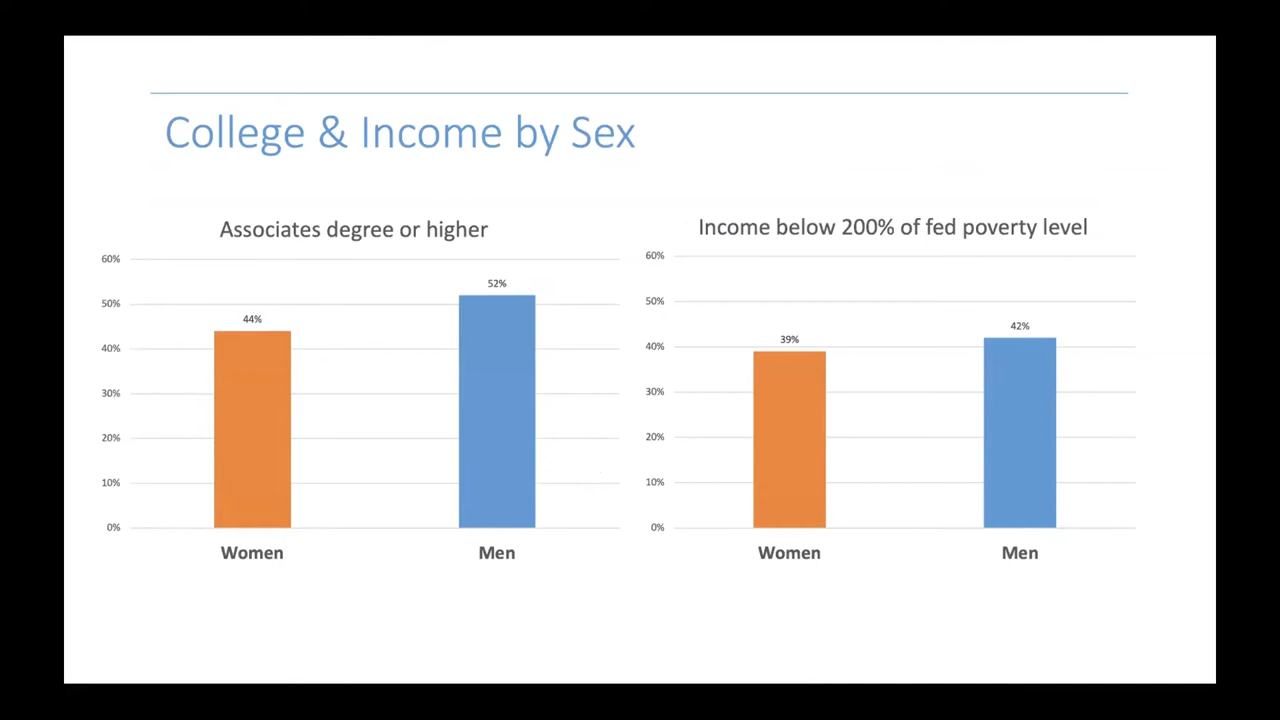 College & Income by Sex
Associates degree or higher
60%
50%
40%
30%
20%
10%
0%
44%
52%
Women
Men
Income below 200% of fed poverty level
60%
50%
40%
30%
20%
10%
0%
39%
42%
Women
Men